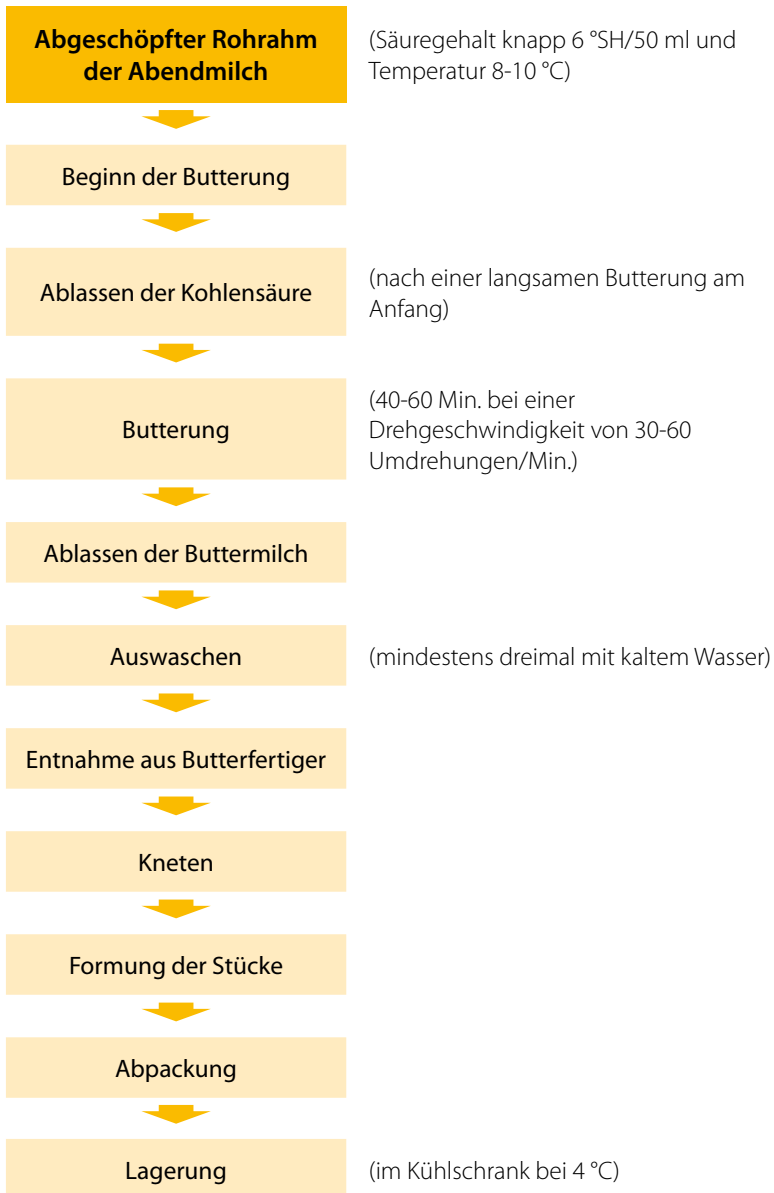 Abgeschöpfter Rohrahm
der Abendmilch
(Säuregehalt knapp 6 °SH/50 ml und
Temperatur 8-10 °C)
Beginn der Butterung
Ablassen der Kohlensäure
(nach einer langsamen Butterung am
Anfang)
Butterung
(40-60 Min. bei einer
Drehgeschwindigkeit von 30-60
Umdrehungen/Min.)
Ablassen der Buttermilch
Auswaschen
(mindestens dreimal mit kaltem Wasser)
Entnahme aus Butterfertiger
Kneten
Formung der Stücke
Abpackung
Lagerung
(im Kühlschrank bei 4 °C)